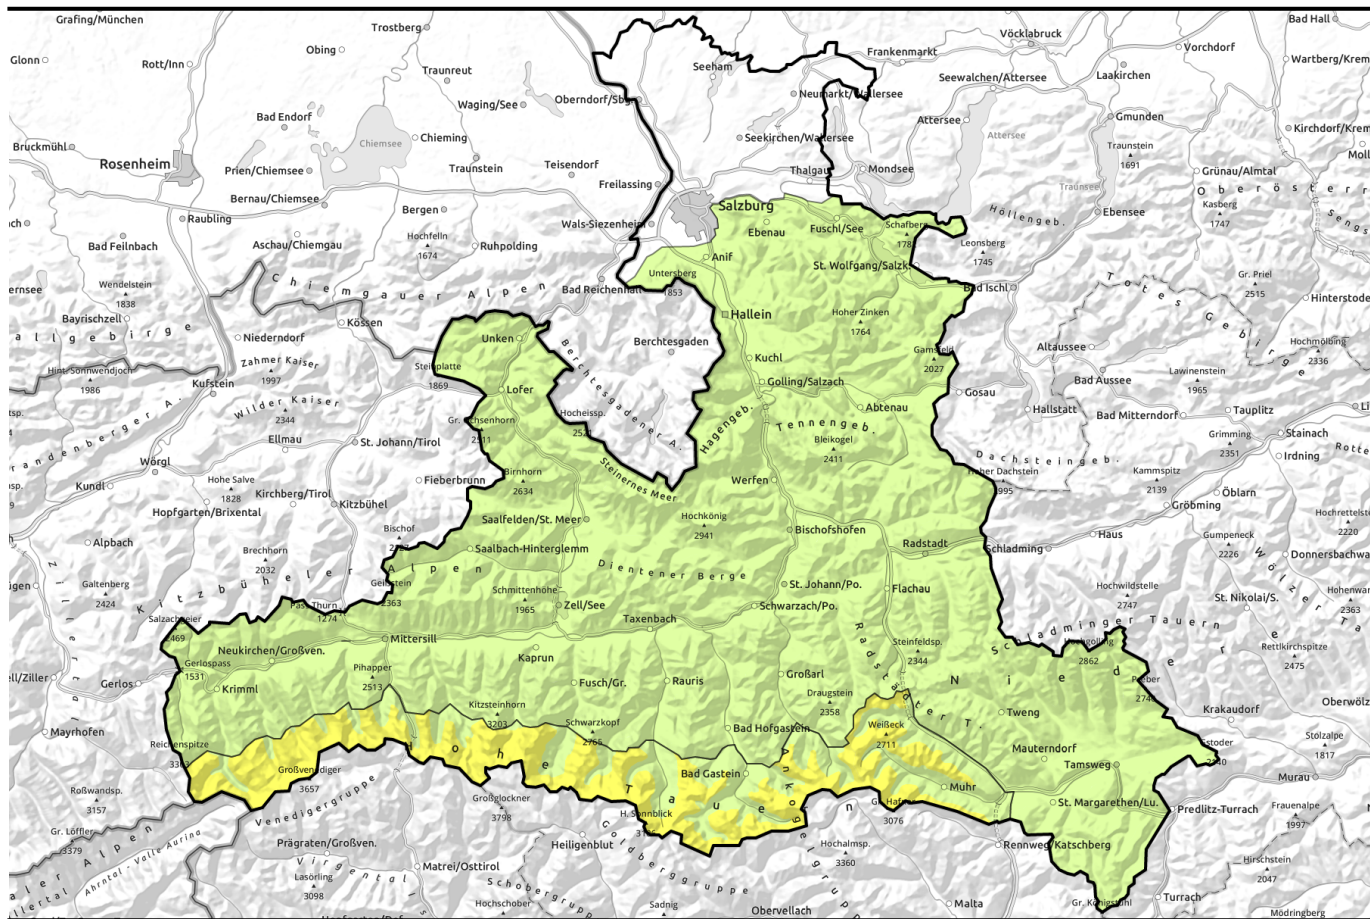 Grafing/München
Trostberg
Bad Hall
Glonn
Rott/Inn
Obing
Traunreut
Frankenmarkt
Vöcklabruck
Vorchdorf
Wartberg/Krem
Seeham
Seewalchen/Attersee
Laakirchen
Waging/See
Oberndorf/Sbg.
Neumarkt/Wallersee
Attersee
Gmunden
Bad Endorf
Chiemsee
Chieming
Seekirchen/Wallersee
Attersee
Kirchdorf/Krem
Bruckmühl
Rosenheim
Prien/Chiemsee
Traunstein
Teisendorf
Thalgau
Mondsee
Traunstein
1691
Grünau/Almtal
Freilassing
Traunsee
Bernau/Chiemsee
Salzburg
Oberösterr
Kasberg
1747
Raubling
Bergen
Wals-Siezenheim
Ebenau
Fuschl/See
Schafberg
Höllengeb.
Ebensee
Bad Feilnbach
Aschau/Chiemgau
Hochfelln
1674
Ruhpolding
Anif
Leonsberg
1745
Wendelstein
1838
Chiemgauer Alpen
Bad Reichenhall
Untersberg
1853
St. Wolfgang/Salzk.
Bad Ischl
Totes Gebirge
Gr. Priel
2515
Hinterstoder
Bayrischzell
Niederndorf
Kössen
Hallein
Hoher Zinken
1764
Unken
Berchtesgaden
Altaussee
Hochmölbing
2336
Hint. Sonnwendjoch
1986
Zahmer Kaiser
1997
Steinplatte
1869
Berchtesgadener A.
Kuchl
Gamsfeld
2027
Kufstein
Lofer
Golling/Salzach
Gosau
Bad Aussee
Lawinenstein
1965
Wilder Kaiser
2344
Hallstatt
Bad Mitterndorf
Tauplitz
Hocheissp.
2521
Hagengeb.
Abtenau
Tennengeb.
Ellmau
St. Johann/Tirol
Bleikogel
2411
Grimming
2351
Stainach
Irdning
Wörgl
Steinernes Meer
Dachsteingeb.
Kundl
Hohe Salve
1828
Fieberbrunn
Birnhorn
2634
Werfen
Kammspitz
2139
Öblarn
Kirchberg/Tirol
Kitzbühel
Gröbming
Hopfgarten/Brixental
Saalfelden/St. Meer
Hochkönig
2941
Bischofshofen
Alpbach
Saalbach-Hinterglemm
Radstadt
Schladming
Haus
Gumpeneck
2226
Donnersbachwa
Brechhorn
2032
Galtenberg
2424
Kitzbüheler Alpen
Dientener Berge
St. Johann/Po.
Flachau
Hochwildstelle
2747
St. Nikolai/S.
Geißstein
2363
Schmittenhöhe
1965
Zell/See
Schwarzach/Po.
Pass Thurn
1274
Taxenbach
Mittersill
Steinfeldsp.
2344
Schladminger Tauern
Hochgolling
2862
Rettlkirchspitze
2475
Neukirchen/Großven.
Gerlospass
1531
Gerlos
Krimml
Pihapper
2513
Kaprun
Fusch/Gr.
Rauris
Großarl
Draugstein
2358
Radstädter T.
Tweng
Krakaudorf
Mayrhofen
Kitzsteinhorn
3203
Schwarzkopf
2765
Bad Hofgastein
Weißeck
2711
Mauterndorf
Tamsweg
Stolzalpe
1817
Murau
Reichenspitze
Großvenediger
3657
Hohe Tauern
Bad Gastein
Muhr
St. Margarethen/Lu.
Predlitz-Turrach
Frauenalpe
1997
Roßwandsp.
3157
Venedigergruppe
Großglockner
3798
H. Sonnblick
3076
Gr. Löffler
3379
Prägraten/Großven.
Heiligenblut
Goldberggruppe
Ankogelgruppe
Hochalmsp.
3360
Rennweg/Katschberg
Ahrntal - Valle Aurina
Lasörling
3098
Matrei/Osttirol
Schobergruppe
Hirschstein
2047
Hochschober
Sadnig
Obervellach
Malta
Gr. Königstuhl
Turrach
Mödringberg